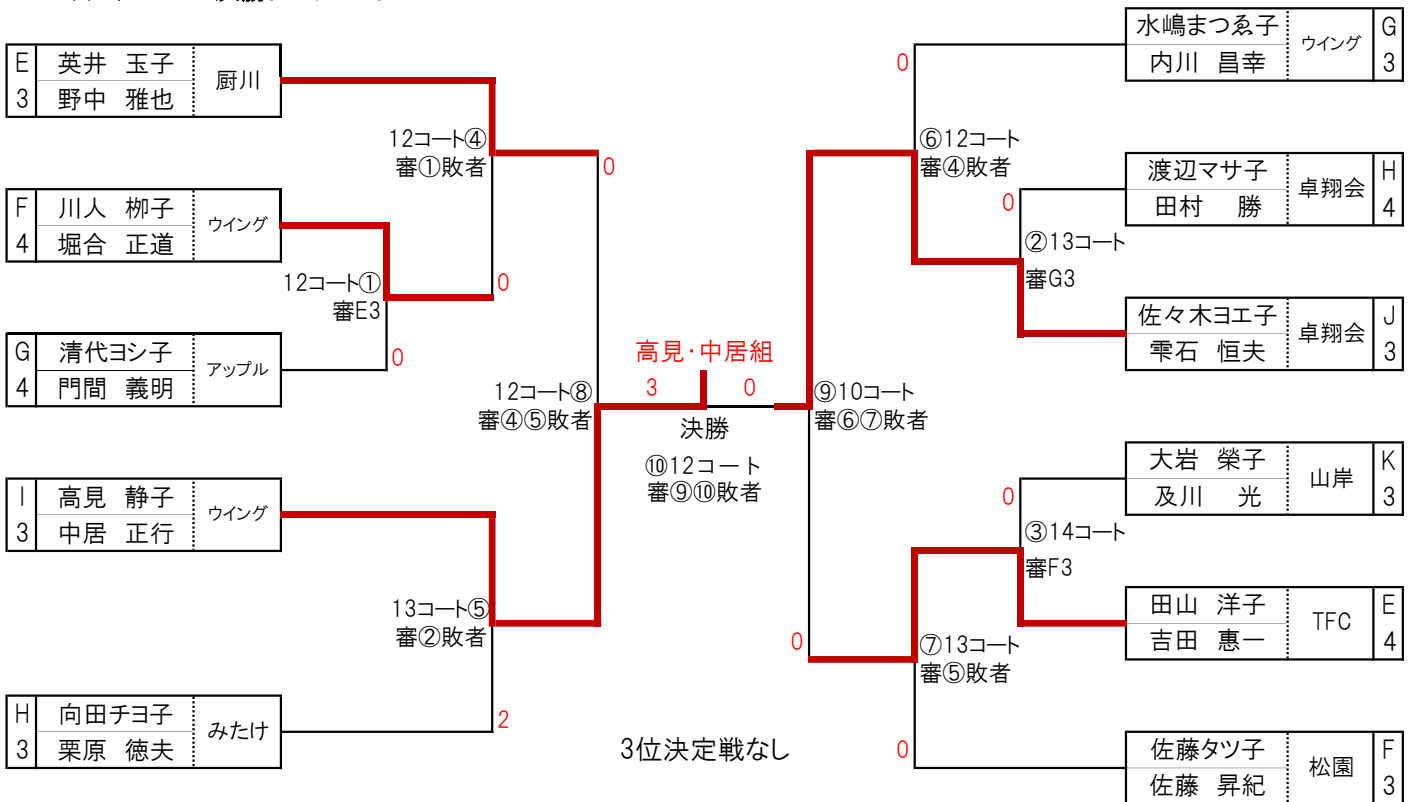 E 英井 玉子 厨川
3 野中 雅也
12コート④
審①敗者
0
F 川人 柳子 ウイング
4 堀合 正道
12コート①
審E3
0
G 清代ヨシ子 アップル
4 門間 義明
0
12コート⑧
審④⑤敗者
I 高見 静子 ウイング
3 中居 正行
13コート⑤
審②敗者
H 向田チヨ子 みたけ
3 栗原 徳夫
2
高見・中居組
3 0
決勝
⑩12コート
審⑨⑩敗者
3位決定戦なし
水嶋まつゑ子 ウイング G
内川 昌幸 3
0
⑥12コート
審④敗者
渡辺マサ子 卓翔会 H
田村 勝 4
0
②13コート
審G3
佐々木ヨエ子 卓翔会 J
雫石 恒夫 3
⑨10コート
審⑥⑦敗者
大岩 榮子 山岸 K
及川 光 3
0
③14コート
審F3
田山 洋子 TFC E
吉田 惠一 4
0
⑦13コート
審⑤敗者
0
佐藤タツ子 松園 F
佐藤 昇紀 3